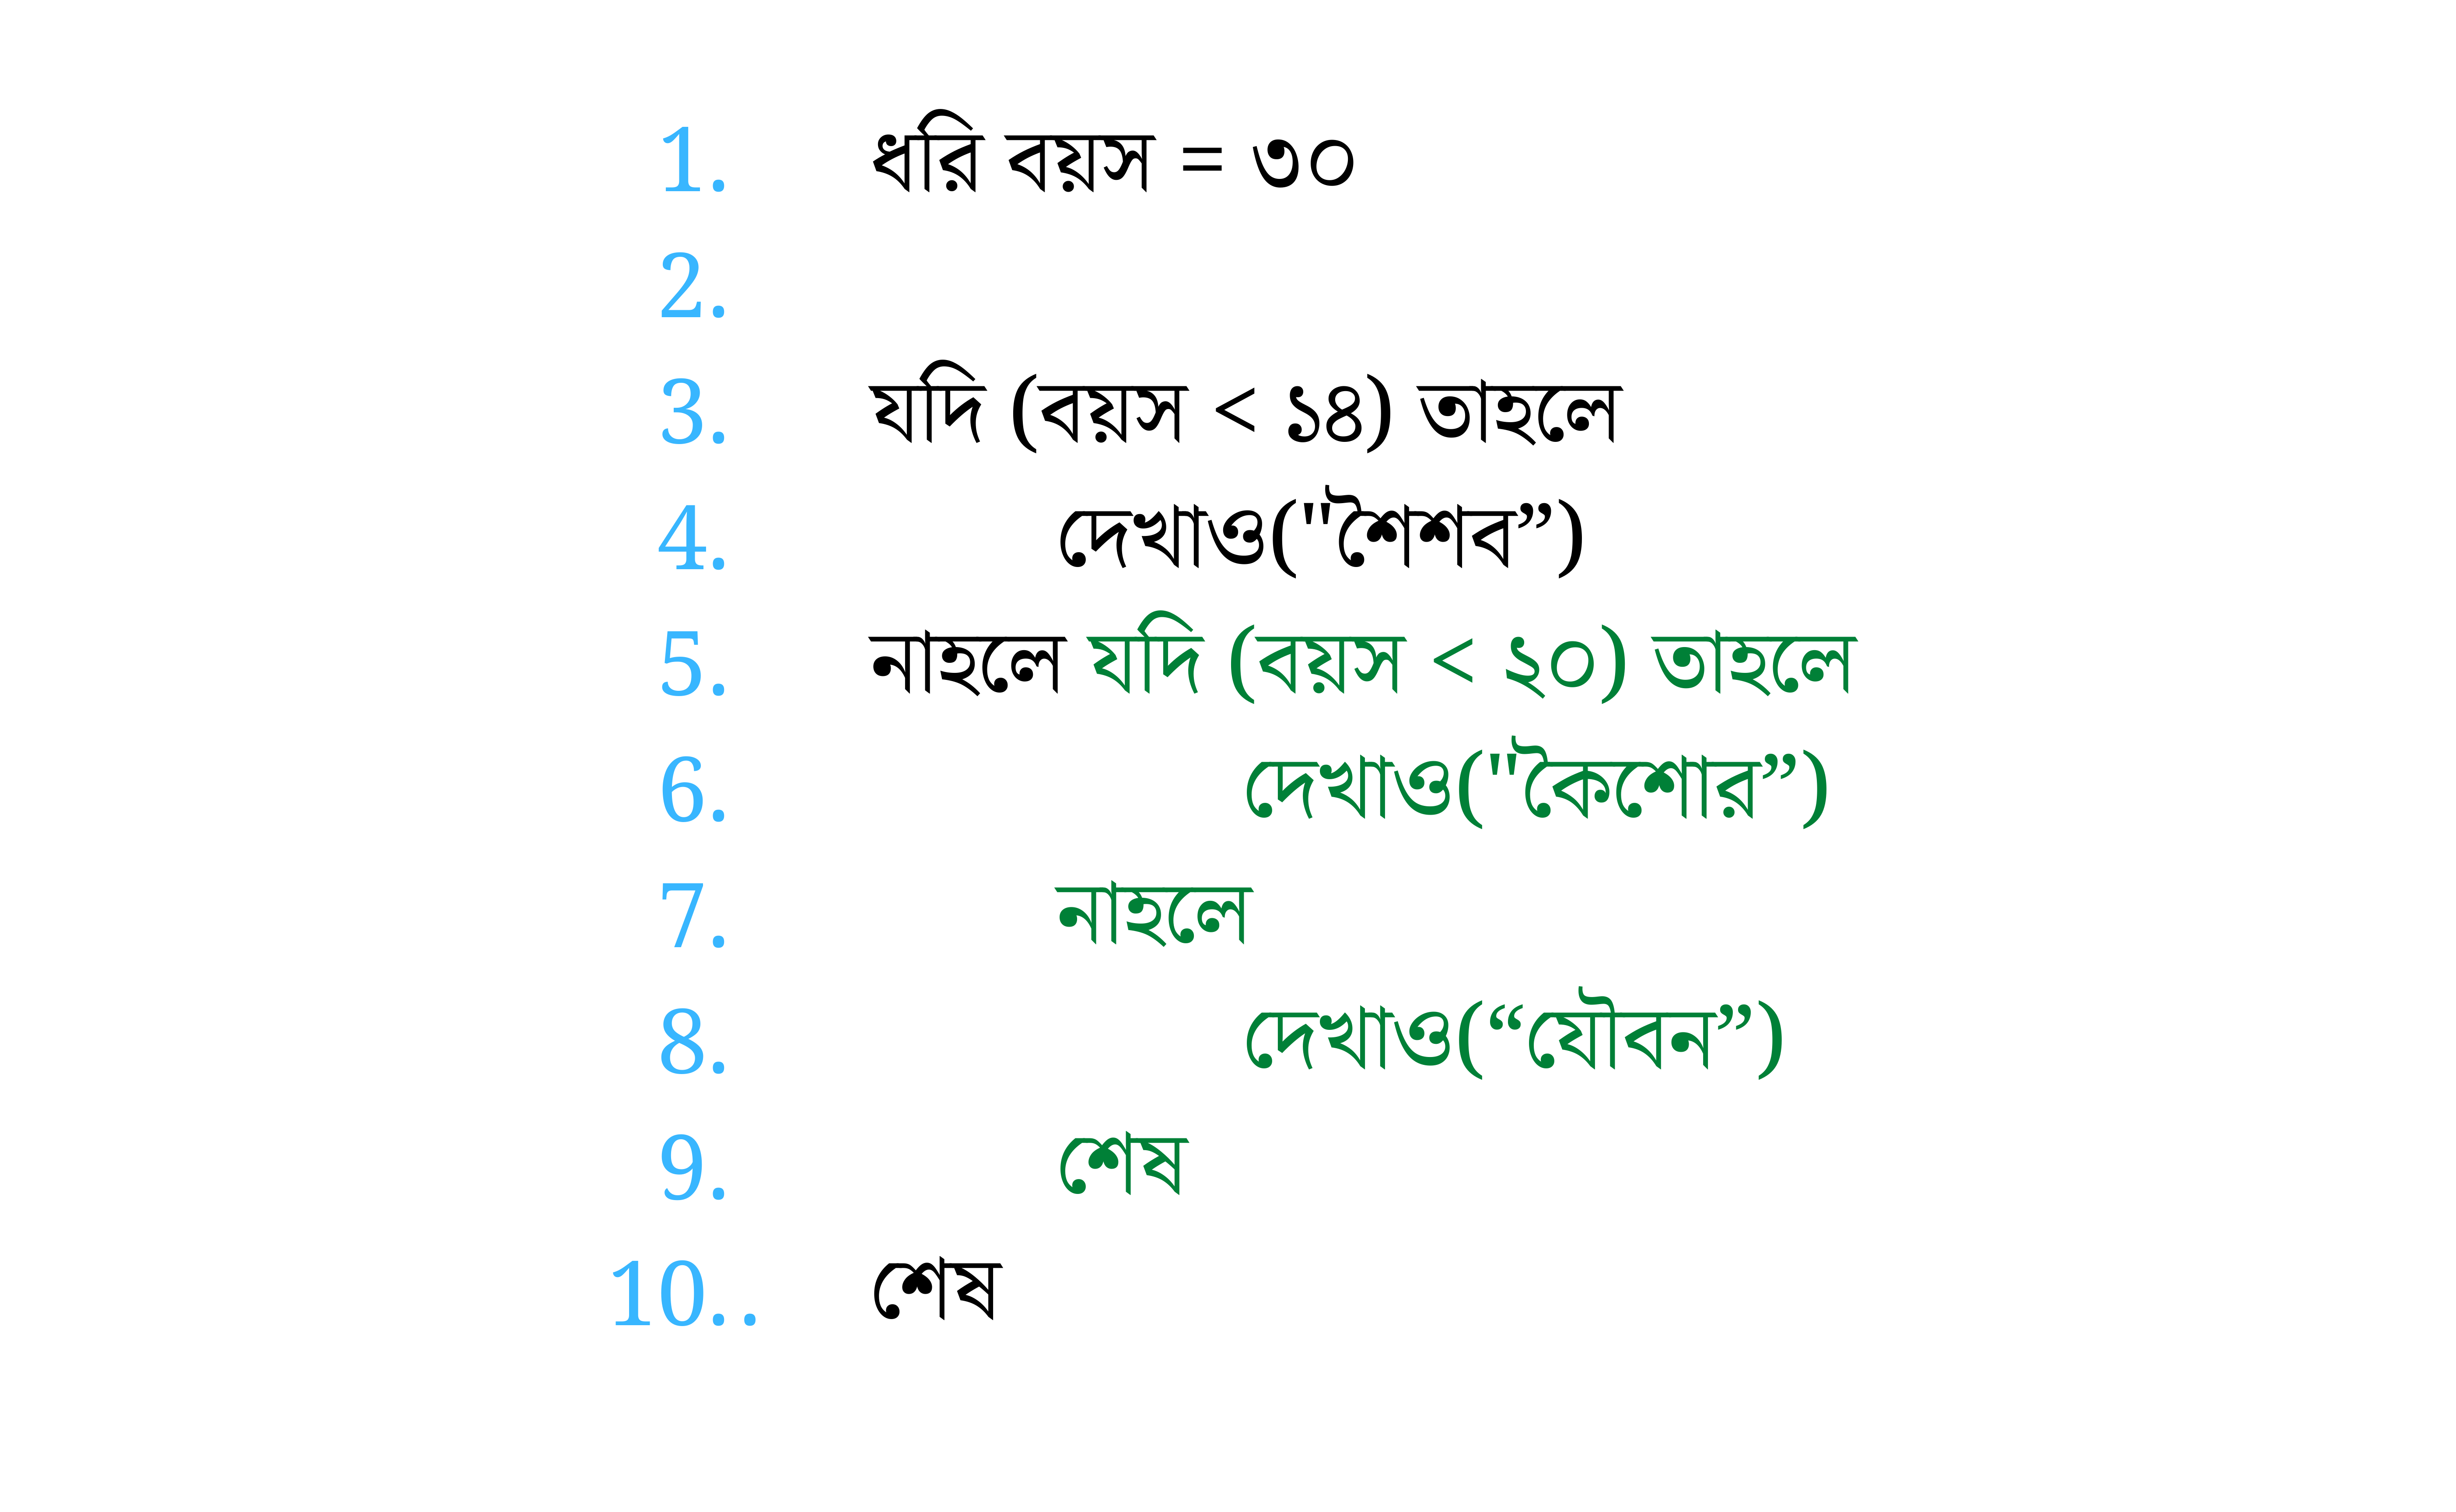 1. ধরি বয়স = ৩০
2.
3. যদি (বয়স < ১৪) তাহলে
4. দেখাও("শৈশব”)
5. নাহলে যদি (বয়স < ২০) তাহলে
6. দেখাও("কৈশোর”)
7. নাহলে
8. দেখাও(“যৌবন”)
9. শেষ
10.. শেষ